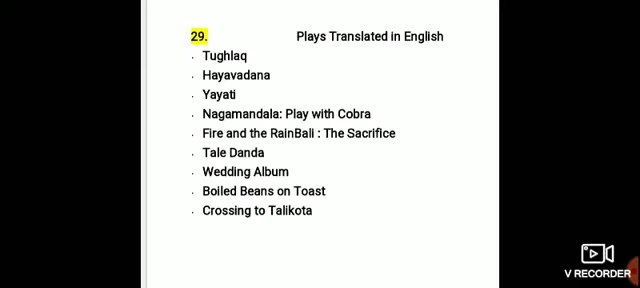 29. Plays Translated in English
· Tughlaq
· Hayavadana
· Yayati
· Nagamandala: Play with Cobra
· Fire and the RainBali : The Sacrifice
· Tale Danda
· Wedding Album
· Boiled Beans on Toast
· Crossing to Talikota
V RECORDER